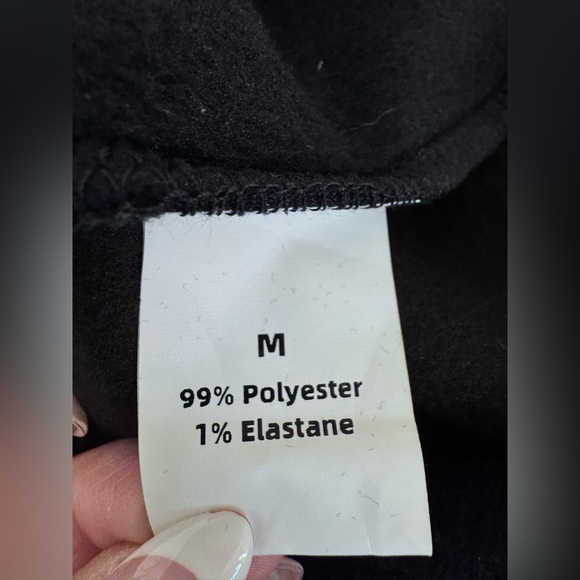 M
99% Polyester
1% Elastane